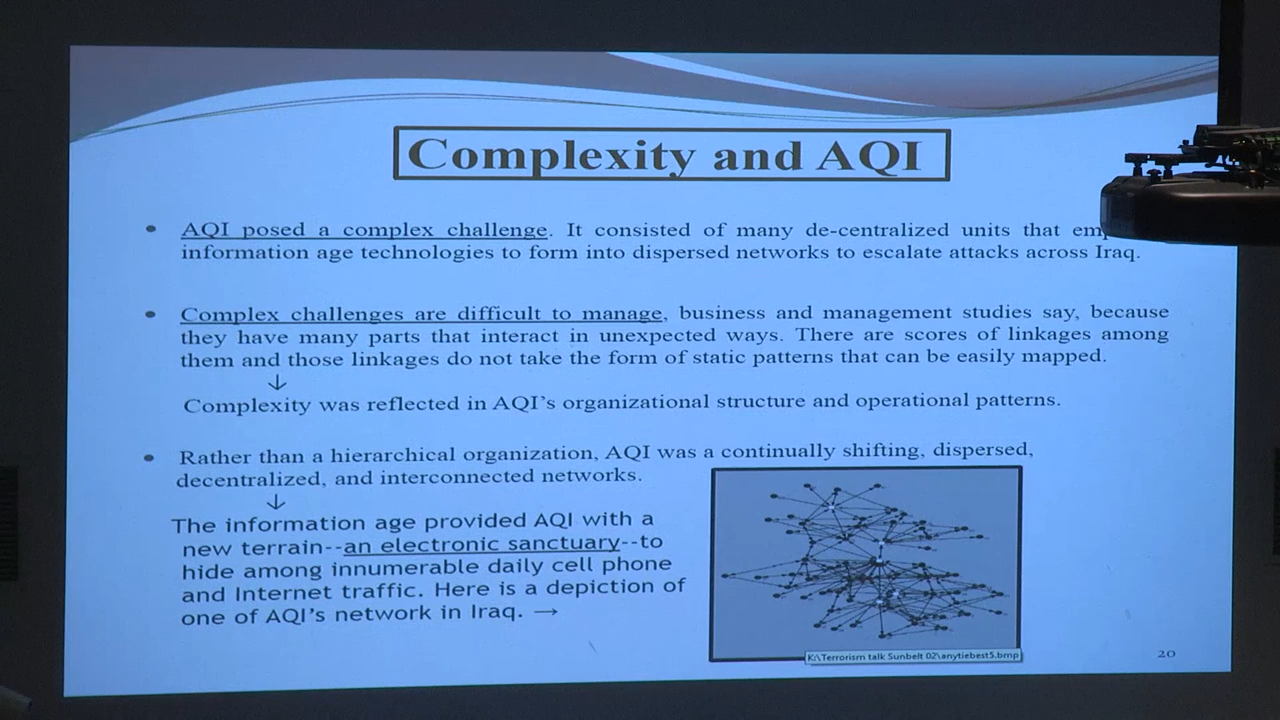 Complexity and AQI
• AQI posed a complex challenge. It consisted of many de-centralized units that
information age technologies to form into dispersed networks to escalate attacks across Iraq.
• Complex challenges are difficult to manage, business and management studies say, because
they have many parts that interact in unexpected ways. There are scores of linkages among
them and those linkages do not take the form of static patterns that can be easily mapped.
↓
Complexity was reflected in AQI's organizational structure and operational patterns.
• Rather than a hierarchical organization, AQI was a continually shifting, dispersed,
decentralized, and interconnected networks.
↓
The information age provided AQI with a
new terrain--an electronic sanctuary--to
hide among innumerable daily cell phone
and Internet traffic. Here is a depiction of
one of AQI's network in Iraq. →
K:\Terrorism talk Sunbelt 02\anytiebest5.bmp
20